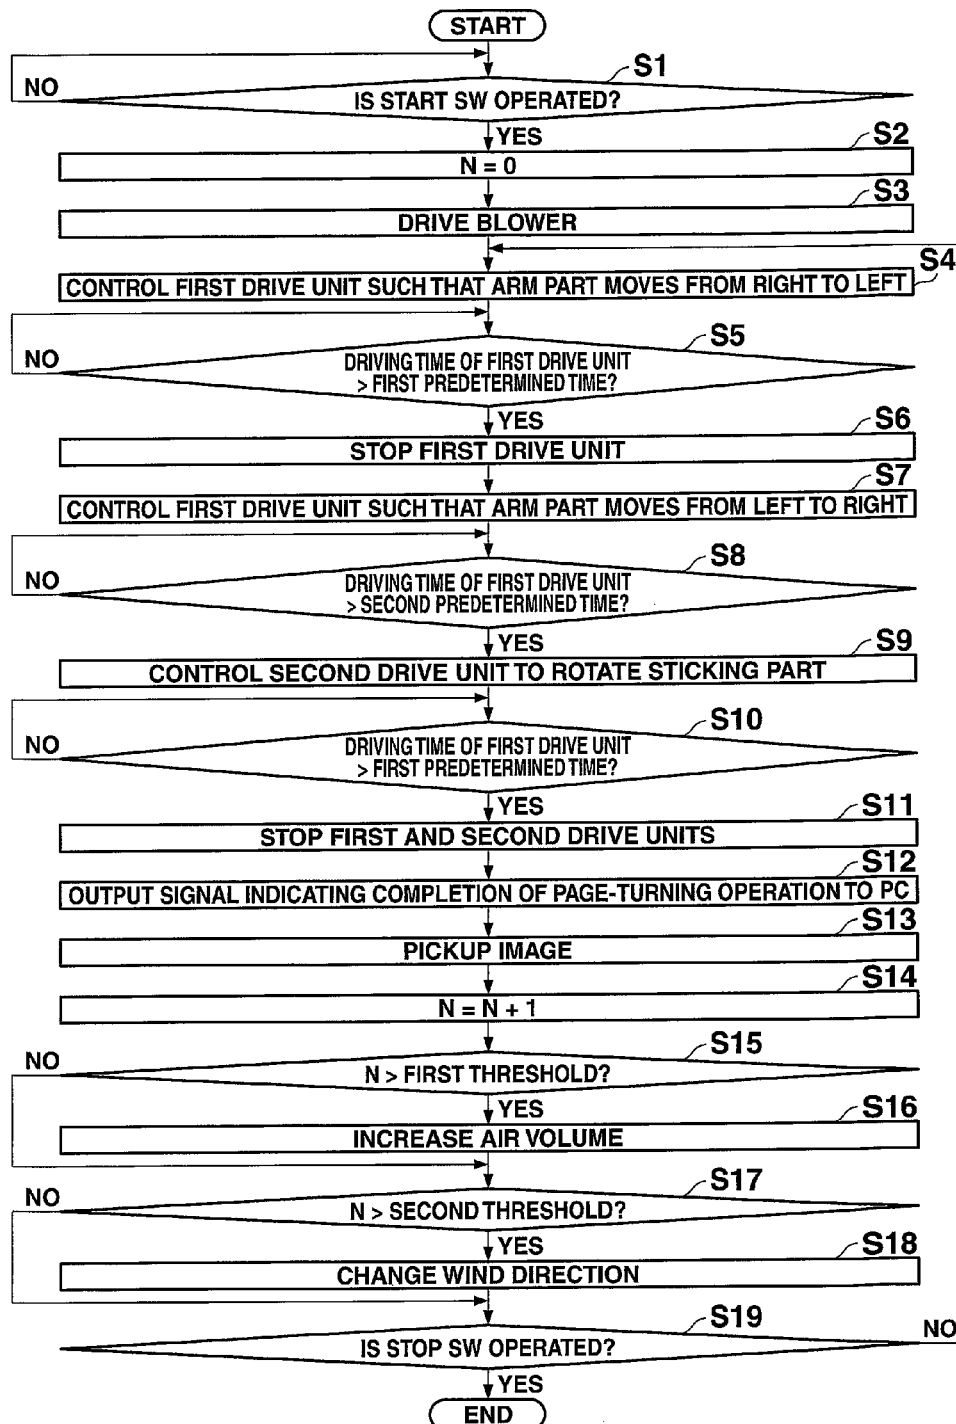 START
S1
NO
IS START SW OPERATED?
YES
S2
N = 0
S3
DRIVE BLOWER
S4
CONTROL FIRST DRIVE UNIT SUCH THAT ARM PART MOVES FROM RIGHT TO LEFT
S5
NO
DRIVING TIME OF FIRST DRIVE UNIT
> FIRST PREDETERMINED TIME?
YES
S6
STOP FIRST DRIVE UNIT
S7
CONTROL FIRST DRIVE UNIT SUCH THAT ARM PART MOVES FROM LEFT TO RIGHT
S8
NO
DRIVING TIME OF FIRST DRIVE UNIT
> SECOND PREDETERMINED TIME?
YES
S9
CONTROL SECOND DRIVE UNIT TO ROTATE STICKING PART
S10
NO
DRIVING TIME OF FIRST DRIVE UNIT
> FIRST PREDETERMINED TIME?
YES
S11
STOP FIRST AND SECOND DRIVE UNITS
S12
OUTPUT SIGNAL INDICATING COMPLETION OF PAGE-TURNING OPERATION TO PC
S13
PICKUP IMAGE
S14
N = N + 1
S15
NO
N > FIRST THRESHOLD?
YES
S16
INCREASE AIR VOLUME
S17
NO
N > SECOND THRESHOLD?
YES
S18
CHANGE WIND DIRECTION
S19
NO
IS STOP SW OPERATED?
YES
END